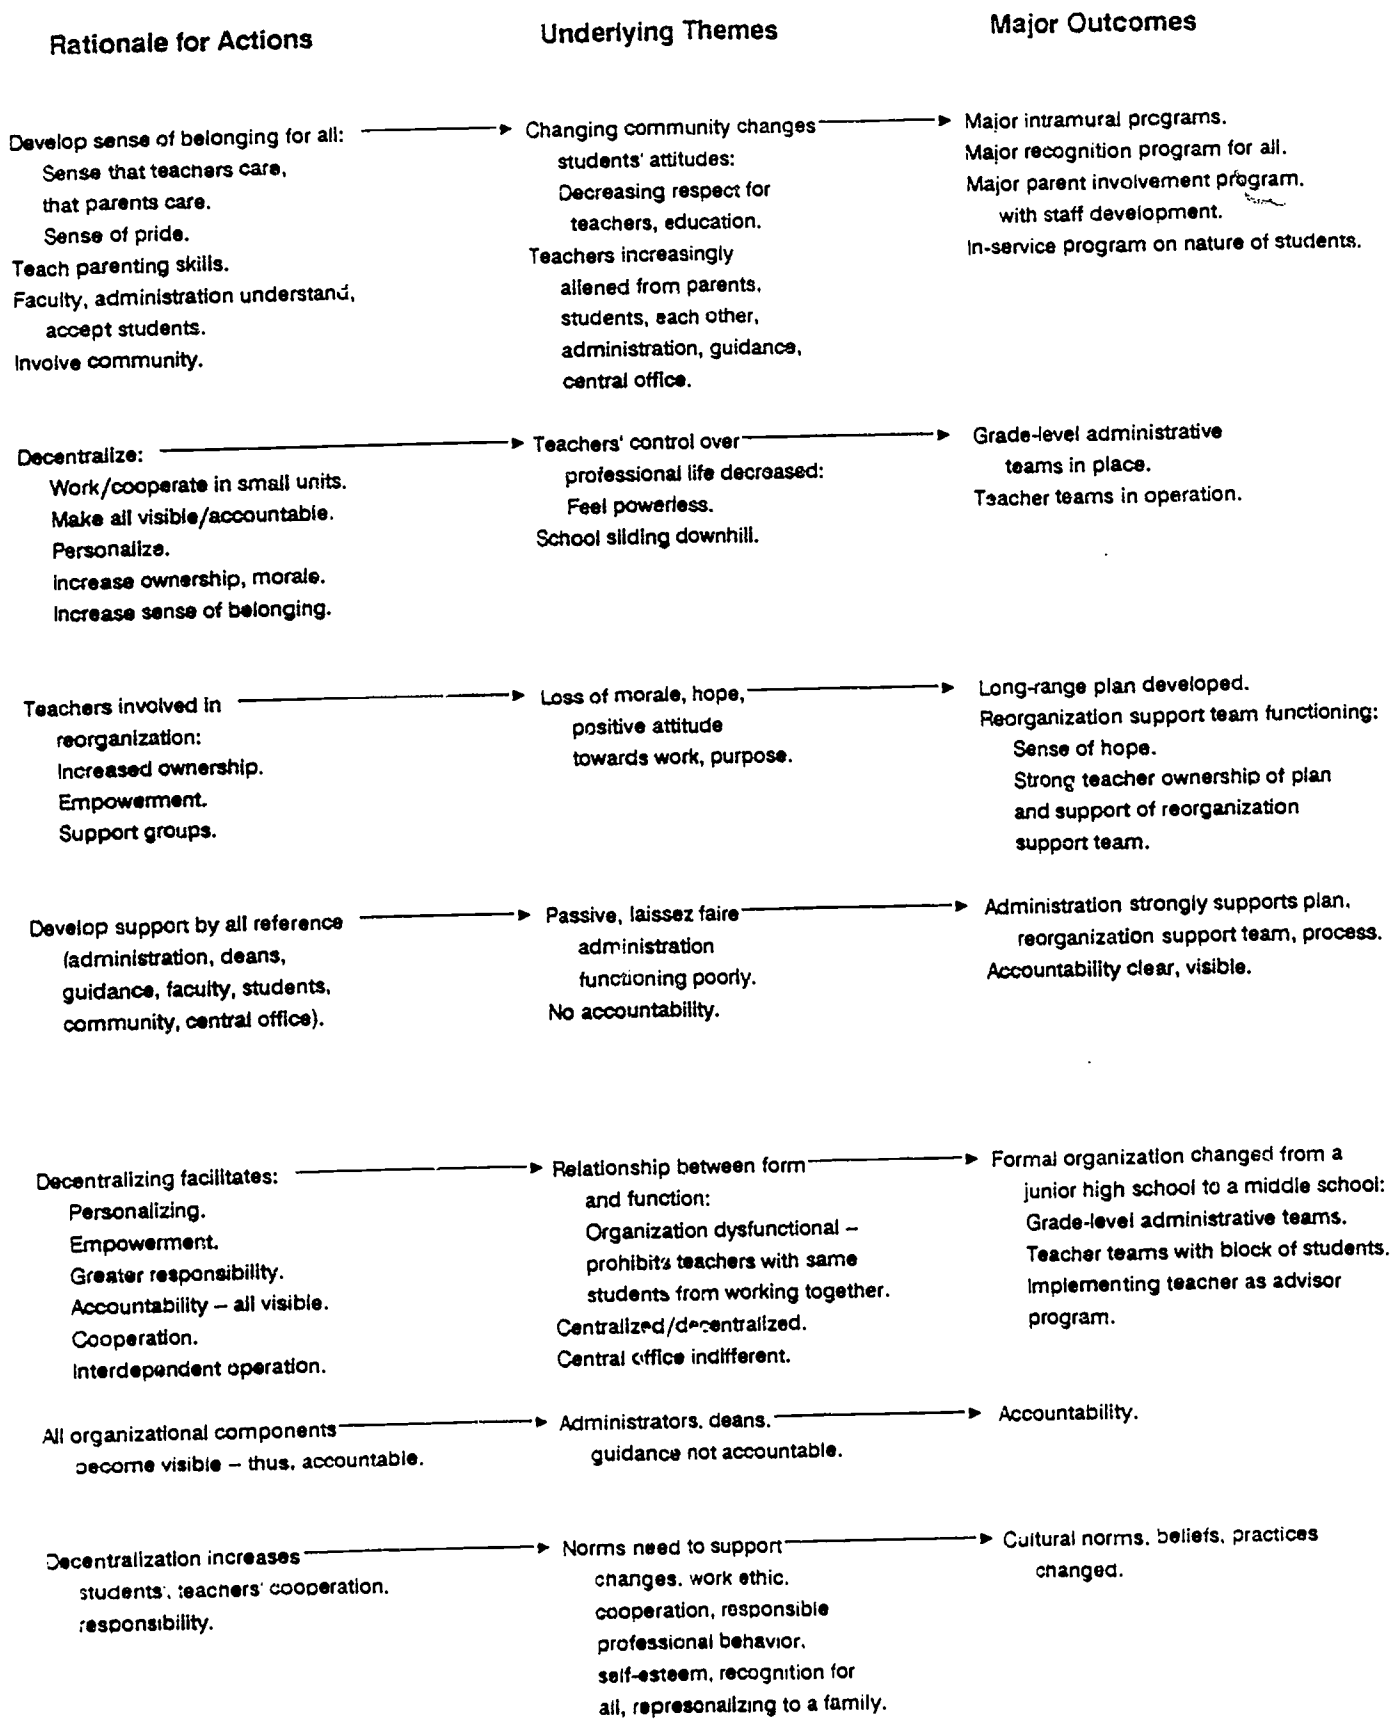 Rationale for Actions
Underlying Themes
Major Outcomes
Develop sense of belonging for all:
Sense that teachers care,
that parents care.
Sense of pride.
Teach parenting skills.
Faculty, administration understand,
accept students.
Involve community.
Changing community changes
students' attitudes:
Decreasing respect for
teachers, education.
Teachers increasingly
aliened from parents,
students, each other,
administration, guidance,
central office.
Major intramural programs.
Major recognition program for all.
Major parent involvement program.
with staff development.
In-service program on nature of students.
Decentralize:
Work/cooperate in small units.
Make all visible/accountable.
Personalize.
Increase ownership, morale.
Increase sense of belonging.
Teachers' control over
professional life decreased:
Feel powerless.
School sliding downhill.
Grade-level administrative
teams in place.
Teacher teams in operation.
Teachers involved in
reorganization:
Increased ownership.
Empowerment.
Support groups.
Loss of morale, hope,
positive attitude
towards work, purpose.
Long-range plan developed.
Reorganization support team functioning:
Sense of hope.
Strong teacher ownership of plan
and support of reorganization
support team.
Develop support by all reference
(administration, deans,
guidance, faculty, students,
community, central office).
Passive, laissez faire
administration
functioning poorly.
No accountability.
Administration strongly supports plan,
reorganization support team, process.
Accountability clear, visible.
Decentralizing facilitates:
Personalizing.
Empowerment.
Greater responsibility.
Accountability – all visible.
Cooperation.
Interdependent operation.
Relationship between form
and function:
Organization dysfunctional –
prohibits teachers with same
students from working together.
Centralized/decentralized.
Central office indifferent.
Formal organization changed from a
junior high school to a middle school:
Grade-level administrative teams.
Teacher teams with block of students.
Implementing teacher as advisor
program.
All organizational components
become visible – thus, accountable.
Administrators, deans,
guidance not accountable.
Accountability.
Decentralization increases
students', teachers' cooperation,
responsibility.
Norms need to support
changes, work ethic,
cooperation, responsible
professional behavior,
self-esteem, recognition for
all, represonalizing to a family.
Cultural norms, beliefs, practices
changed.